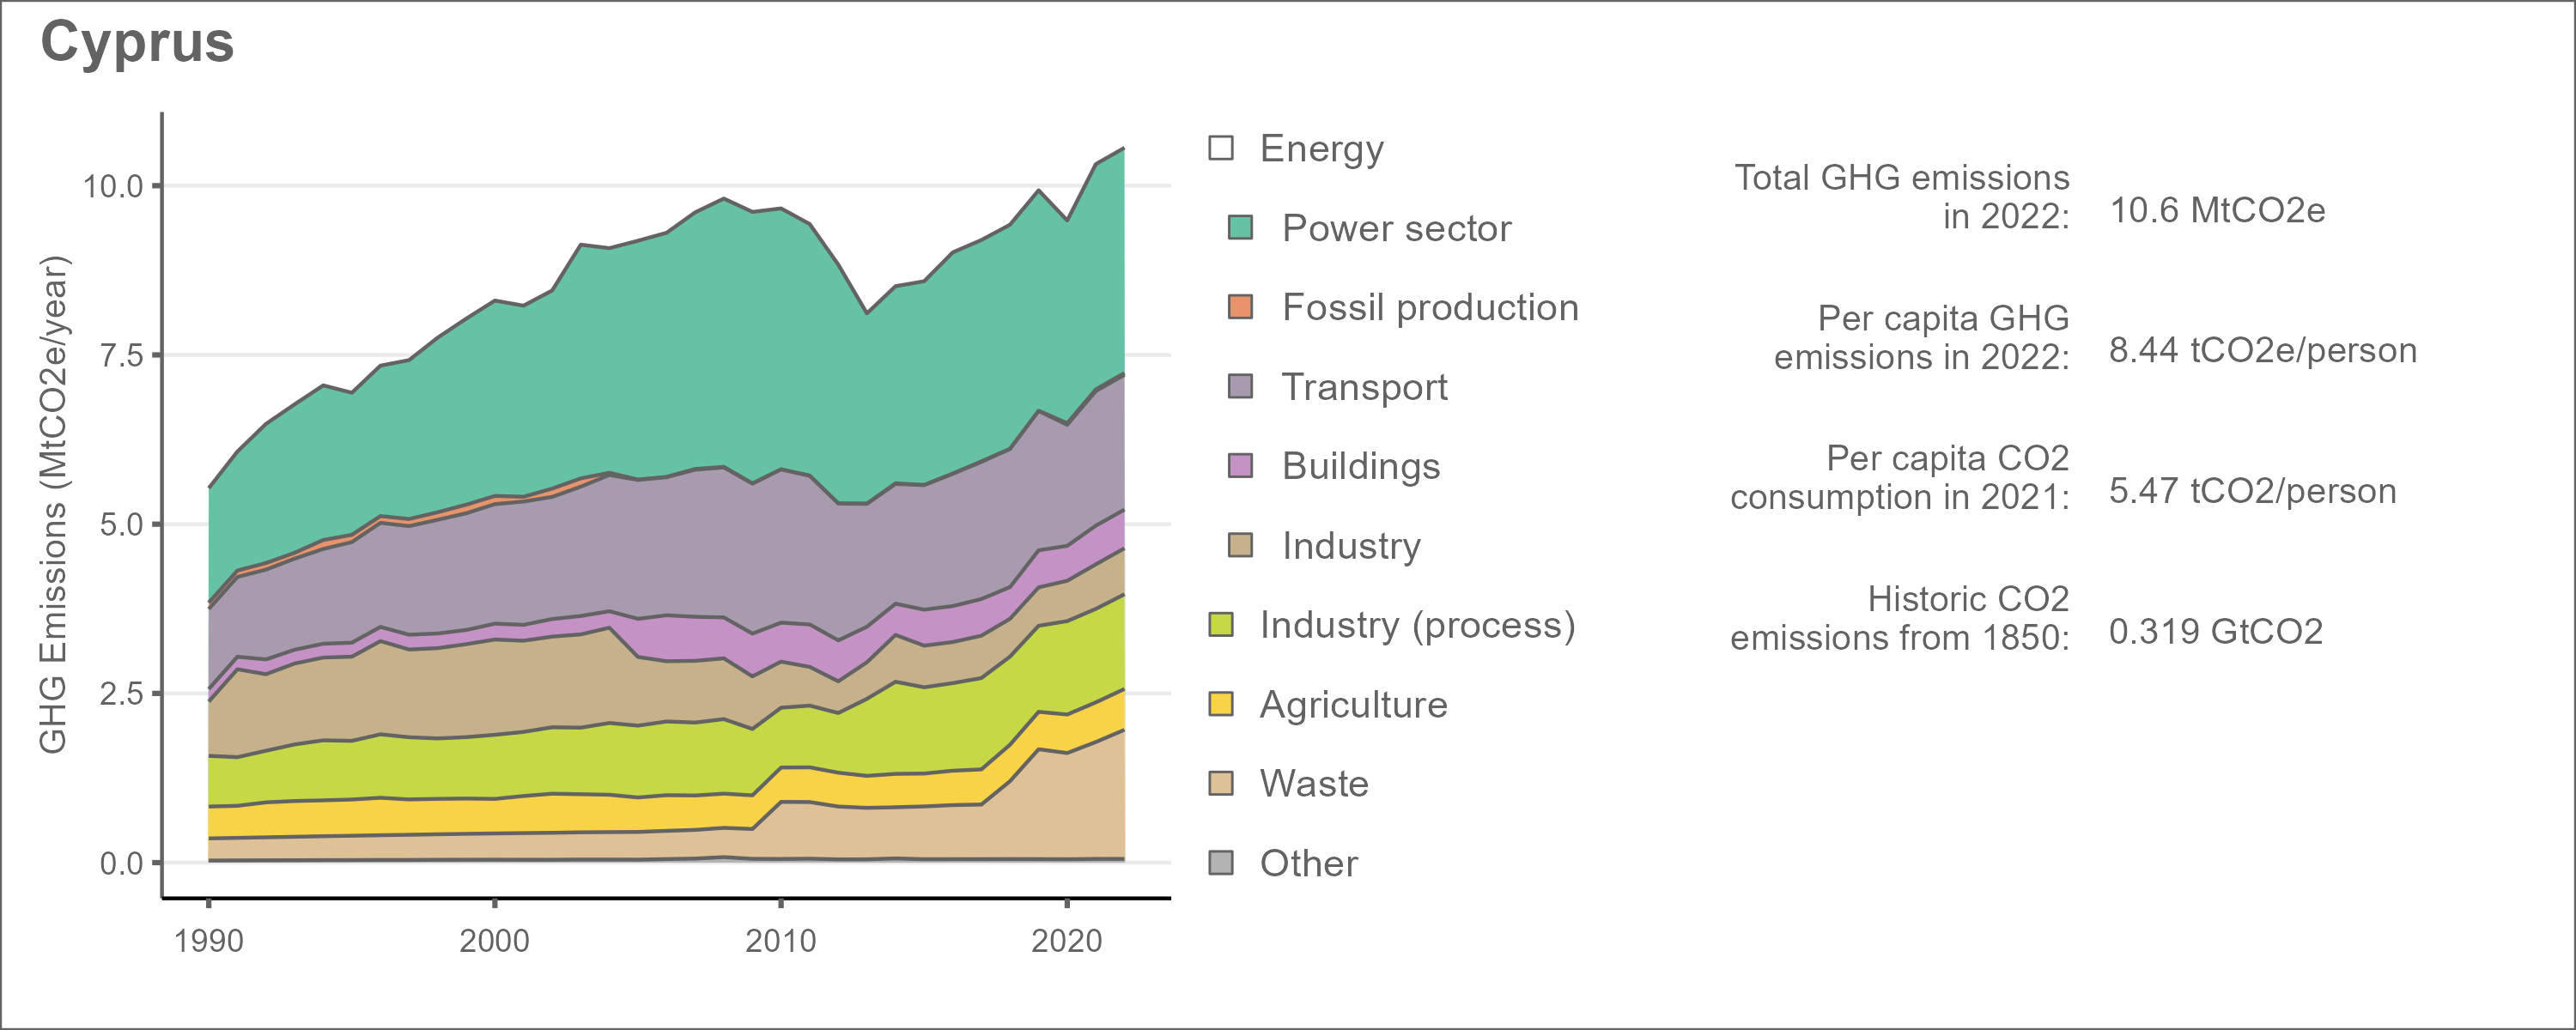 Cyprus
GHG Emissions (MtCO2e/year)
10.0
7.5
5.0
2.5
0.0
1990
2000
2010
2020
Energy
Power sector
Fossil production
Transport
Buildings
Industry
Industry (process)
Agriculture
Waste
Other
Total GHG emissions
in 2022:
10.6 MtCO2e
Per capita GHG
emissions in 2022:
8.44 tCO2e/person
Per capita CO2
consumption in 2021:
5.47 tCO2/person
Historic CO2
emissions from 1850:
0.319 GtCO2